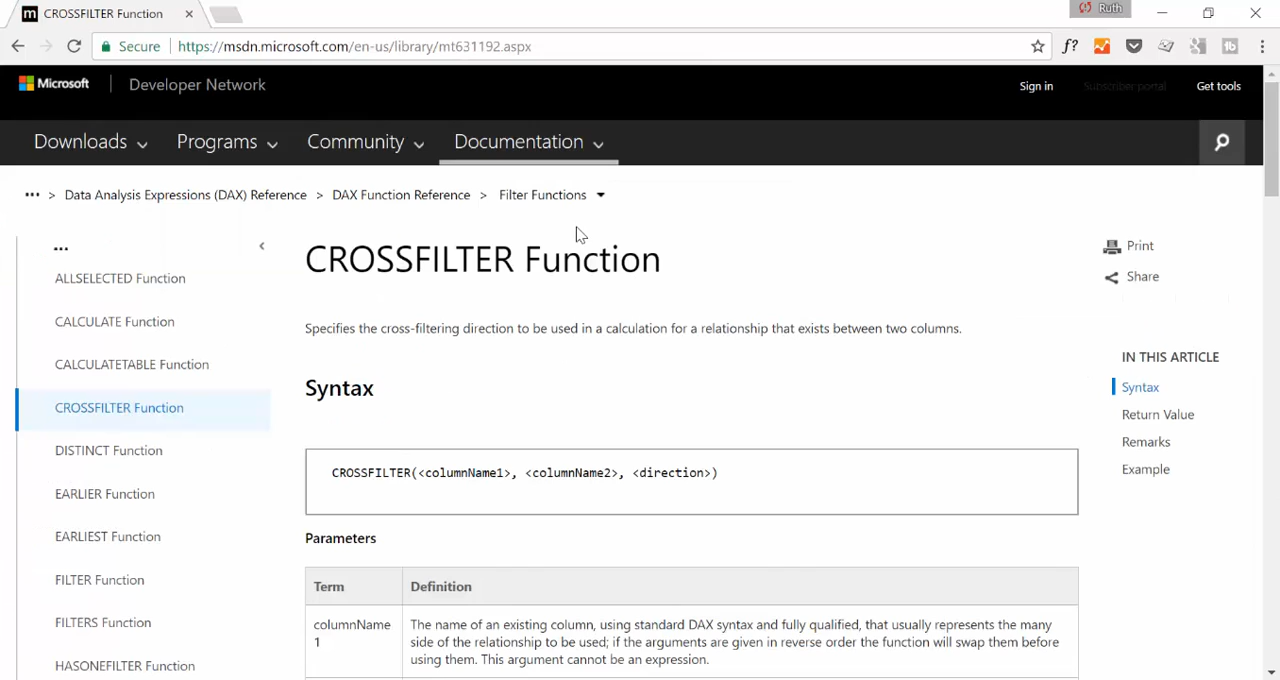 CROSSFILTER Function
Ruth
Secure https://msdn.microsoft.com/en-us/library/mt631192.aspx
f?
Microsoft Developer Network
Sign in Subscriber portal Get tools
Downloads Programs Community Documentation
... > Data Analysis Expressions (DAX) Reference > DAX Function Reference > Filter Functions
...
ALLSELECTED Function
CALCULATE Function
CALCULATETABLE Function
CROSSFILTER Function
DISTINCT Function
EARLIER Function
EARLIEST Function
FILTER Function
FILTERS Function
HASONEFILTER Function
CROSSFILTER Function
Specifies the cross-filtering direction to be used in a calculation for a relationship that exists between two columns.
Syntax
CROSSFILTER(<columnName1>, <columnName2>, <direction>)
Parameters
Term Definition
columnName
1
The name of an existing column, using standard DAX syntax and fully qualified, that usually represents the many
side of the relationship to be used; if the arguments are given in reverse order the function will swap them before
using them. This argument cannot be an expression.
Print
Share
IN THIS ARTICLE
Syntax
Return Value
Remarks
Example